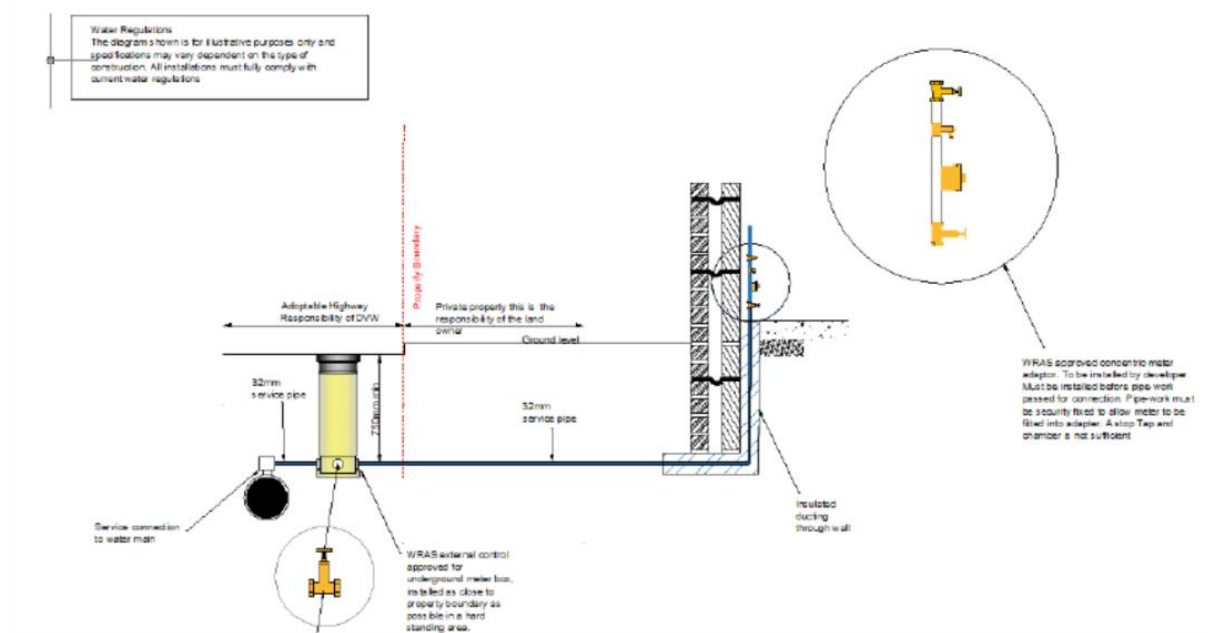 Water Regulations
The diagram shown is for illustrative purposes only and
specifications may vary dependent on the type of
construction. All installations must fully comply with
current water regulations
Property Boundary
Adoptable Highway
Responsibility of DVW
Private property this is the
responsibility of the land
owner
Ground level
32mm
service pipe
750mm min
32mm
service pipe
WRAS approved concentric meter
adaptor. To be installed by developer
Must be installed before pipe-work
passed for connection. Pipe-work must
be security fixed to allow meter to be
fitted into adapter. A stop Tap and
chamber is not sufficient
Insulated
ducting
through wall
Service connection
to water main
WRAS external control
approved for
underground meter box,
installed as close to
property boundary as
possible in a hard
standing area.